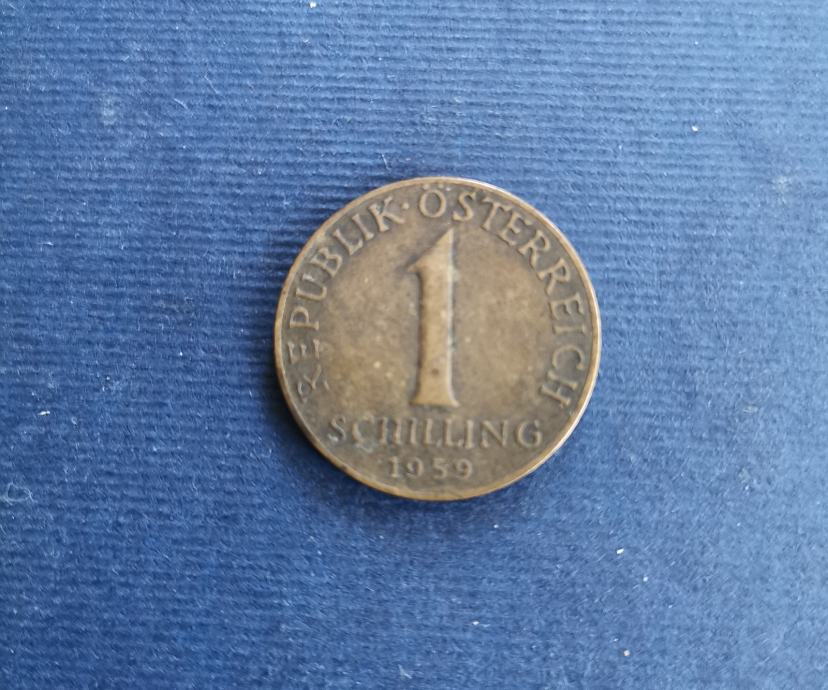 REPUBLIK·ÖSTERREICH
1
SCHILLING
1959